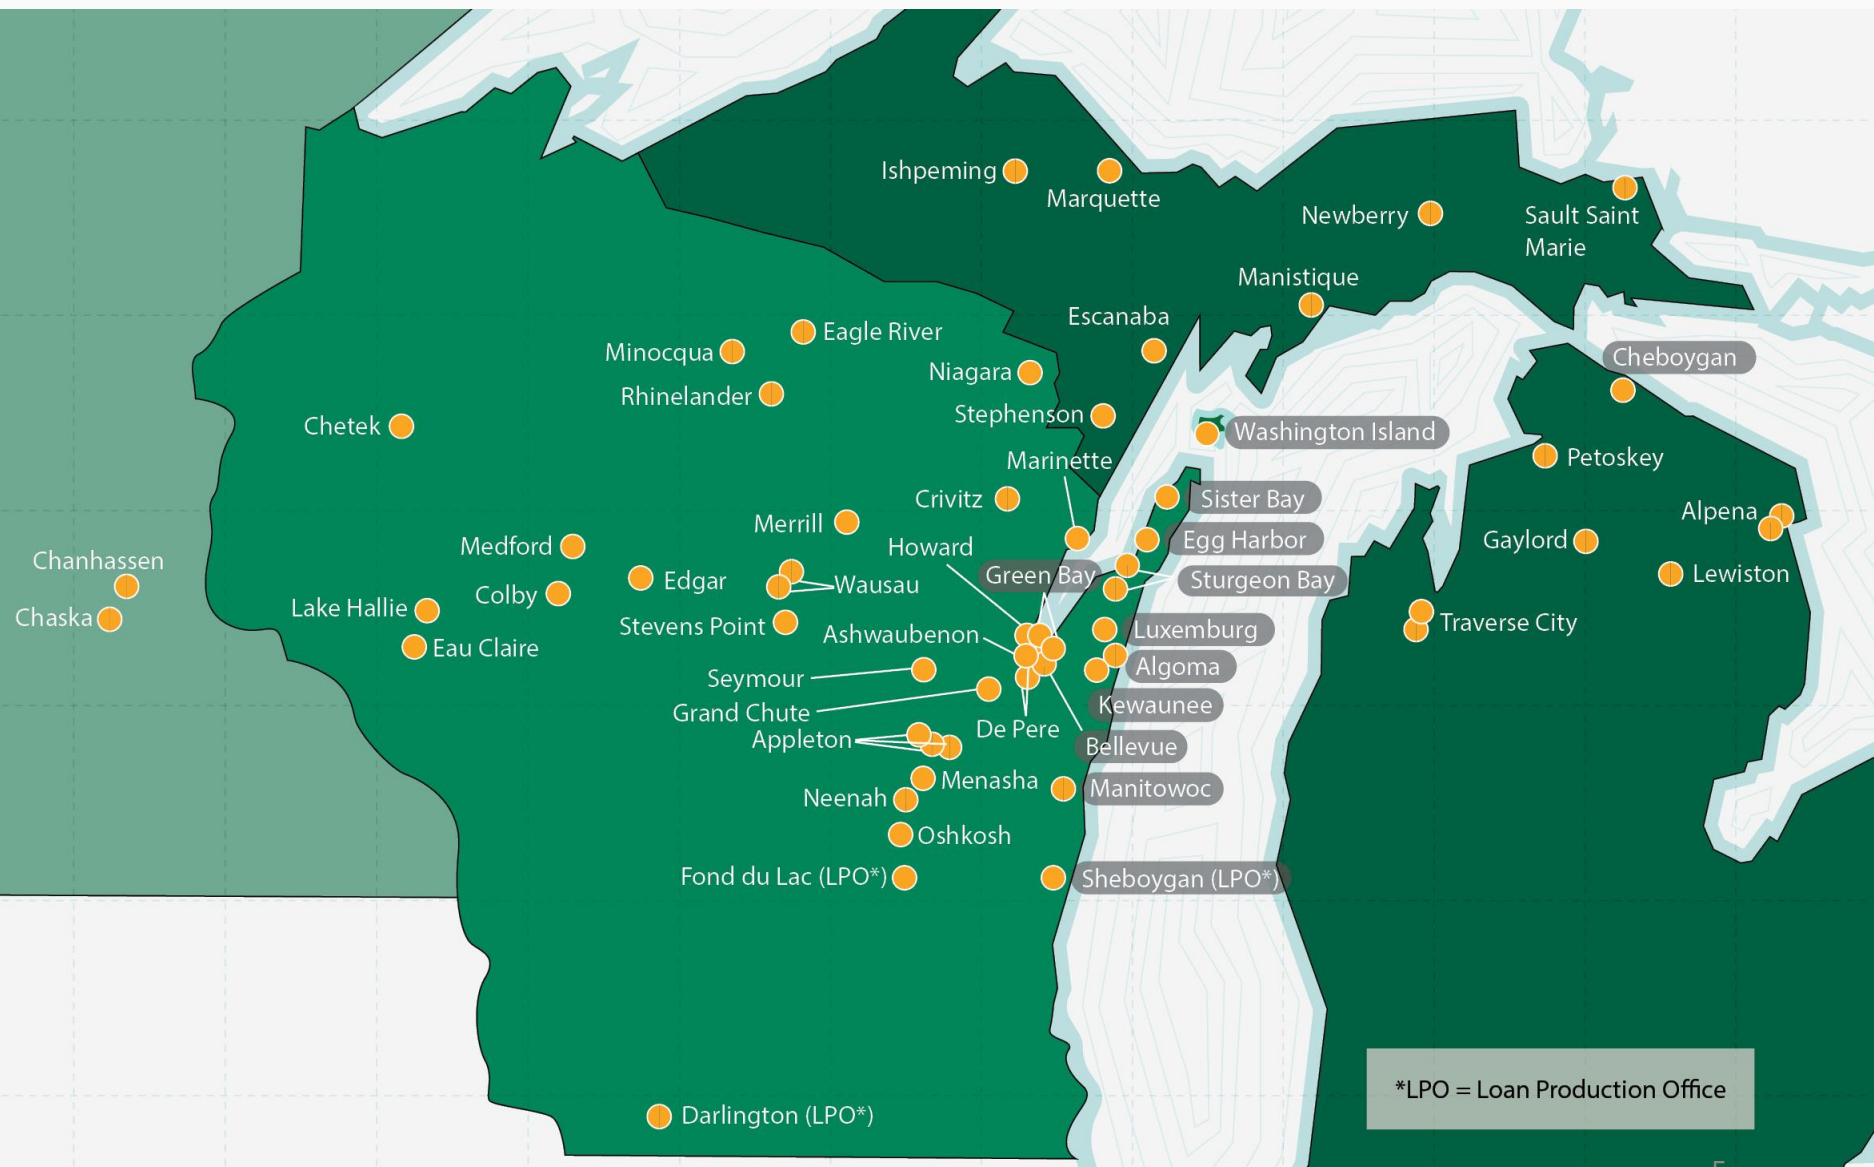 Ishpeming
Marquette
Newberry
Sault Saint
Marie
Manistique
Escanaba
Eagle River
Minocqua
Cheboygan
Niagara
Rhinelander
Stephenson
Chetek
Washington Island
Petoskey
Marinette
Crivitz
Sister Bay
Alpena
Merrill
Egg Harbor
Gaylord
Medford
Howard
Chanhassen
Green Bay
Sturgeon Bay
Lewiston
Edgar
Wausau
Colby
Lake Hallie
Chaska
Stevens Point
Ashwaubenon
Luxemburg
Traverse City
Eau Claire
Algoma
Seymour
Kewaunee
Grand Chute
De Pere
Appleton
Bellevue
Menasha
Manitowoc
Neenah
Oshkosh
Fond du Lac (LPO*)
Sheboygan (LPO*)
*LPO = Loan Production Office
Darlington (LPO*)